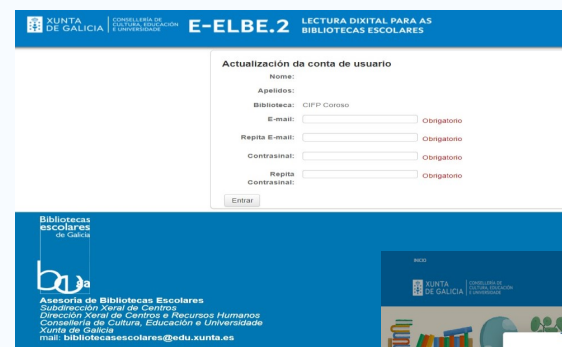 XUNTA
DE GALICIA
CONSELLERÍA DE
CULTURA, EDUCACIÓN
E UNIVERSIDADE
E-ELBE.2
LECTURA DIXITAL PARA AS
BIBLIOTECAS ESCOLARES
Actualización da conta de usuario
Nome:
Apelidos:
Biblioteca: CIFP Coroso
E-mail: Obrigatorio
Repita E-mail: Obrigatorio
Contrasinal: Obrigatorio
Repita
Contrasinal: Obrigatorio
Entrar
Bibliotecas
escolares
de Galicia
Asesoría de Bibliotecas Escolares
Subdirección Xeral de Centros
Dirección Xeral de Centros e Recursos Humanos
Consellería de Cultura, Educación e Universidade
Xunta de Galicia
mail: bibliotecasescolares@edu.xunta.es
INICIO
XUNTA
DE GALICIA
CONSELLERÍA DE
CULTURA, EDUCACIÓN
E UNIVERSIDADE